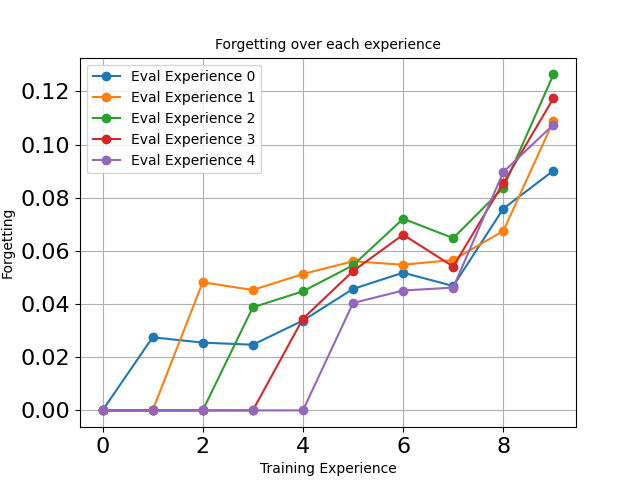 Forgetting over each experience
Eval Experience 0
Eval Experience 1
Eval Experience 2
Eval Experience 3
Eval Experience 4
0.12
0.10
0.08
0.06
0.04
0.02
0.00
Forgetting
0 2 4 6 8
Training Experience